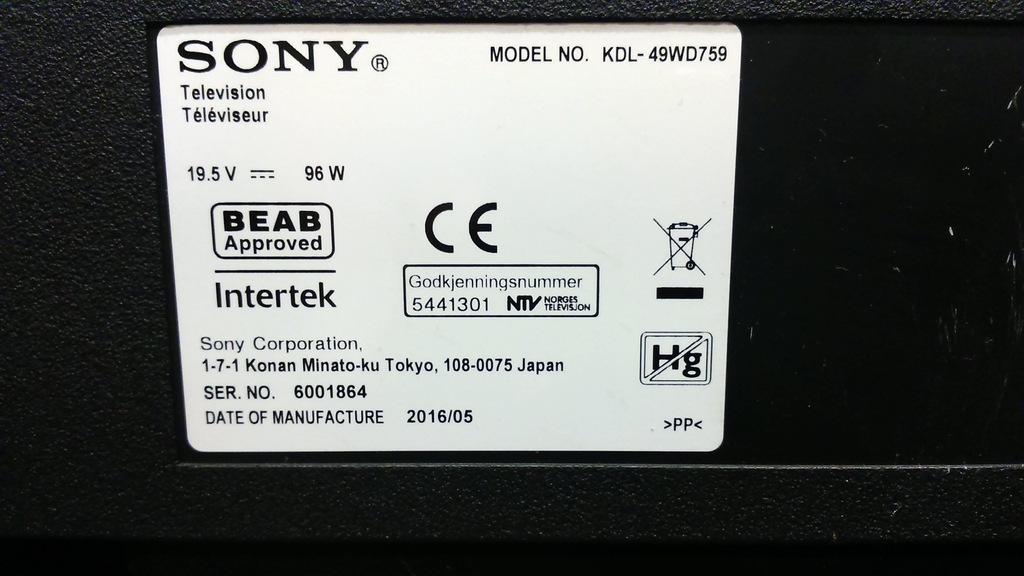 SONY® MODEL NO. KDL-49WD759
Television
Téléviseur
19.5 V ⎓ 96 W
BEAB
Approved
Intertek
CE
Godkjenningsnummer
5441301 NTV NORGES
TELEVISJON
Hg
Sony Corporation,
1-7-1 Konan Minato-ku Tokyo, 108-0075 Japan
SER. NO. 6001864
DATE OF MANUFACTURE 2016/05
>PP<